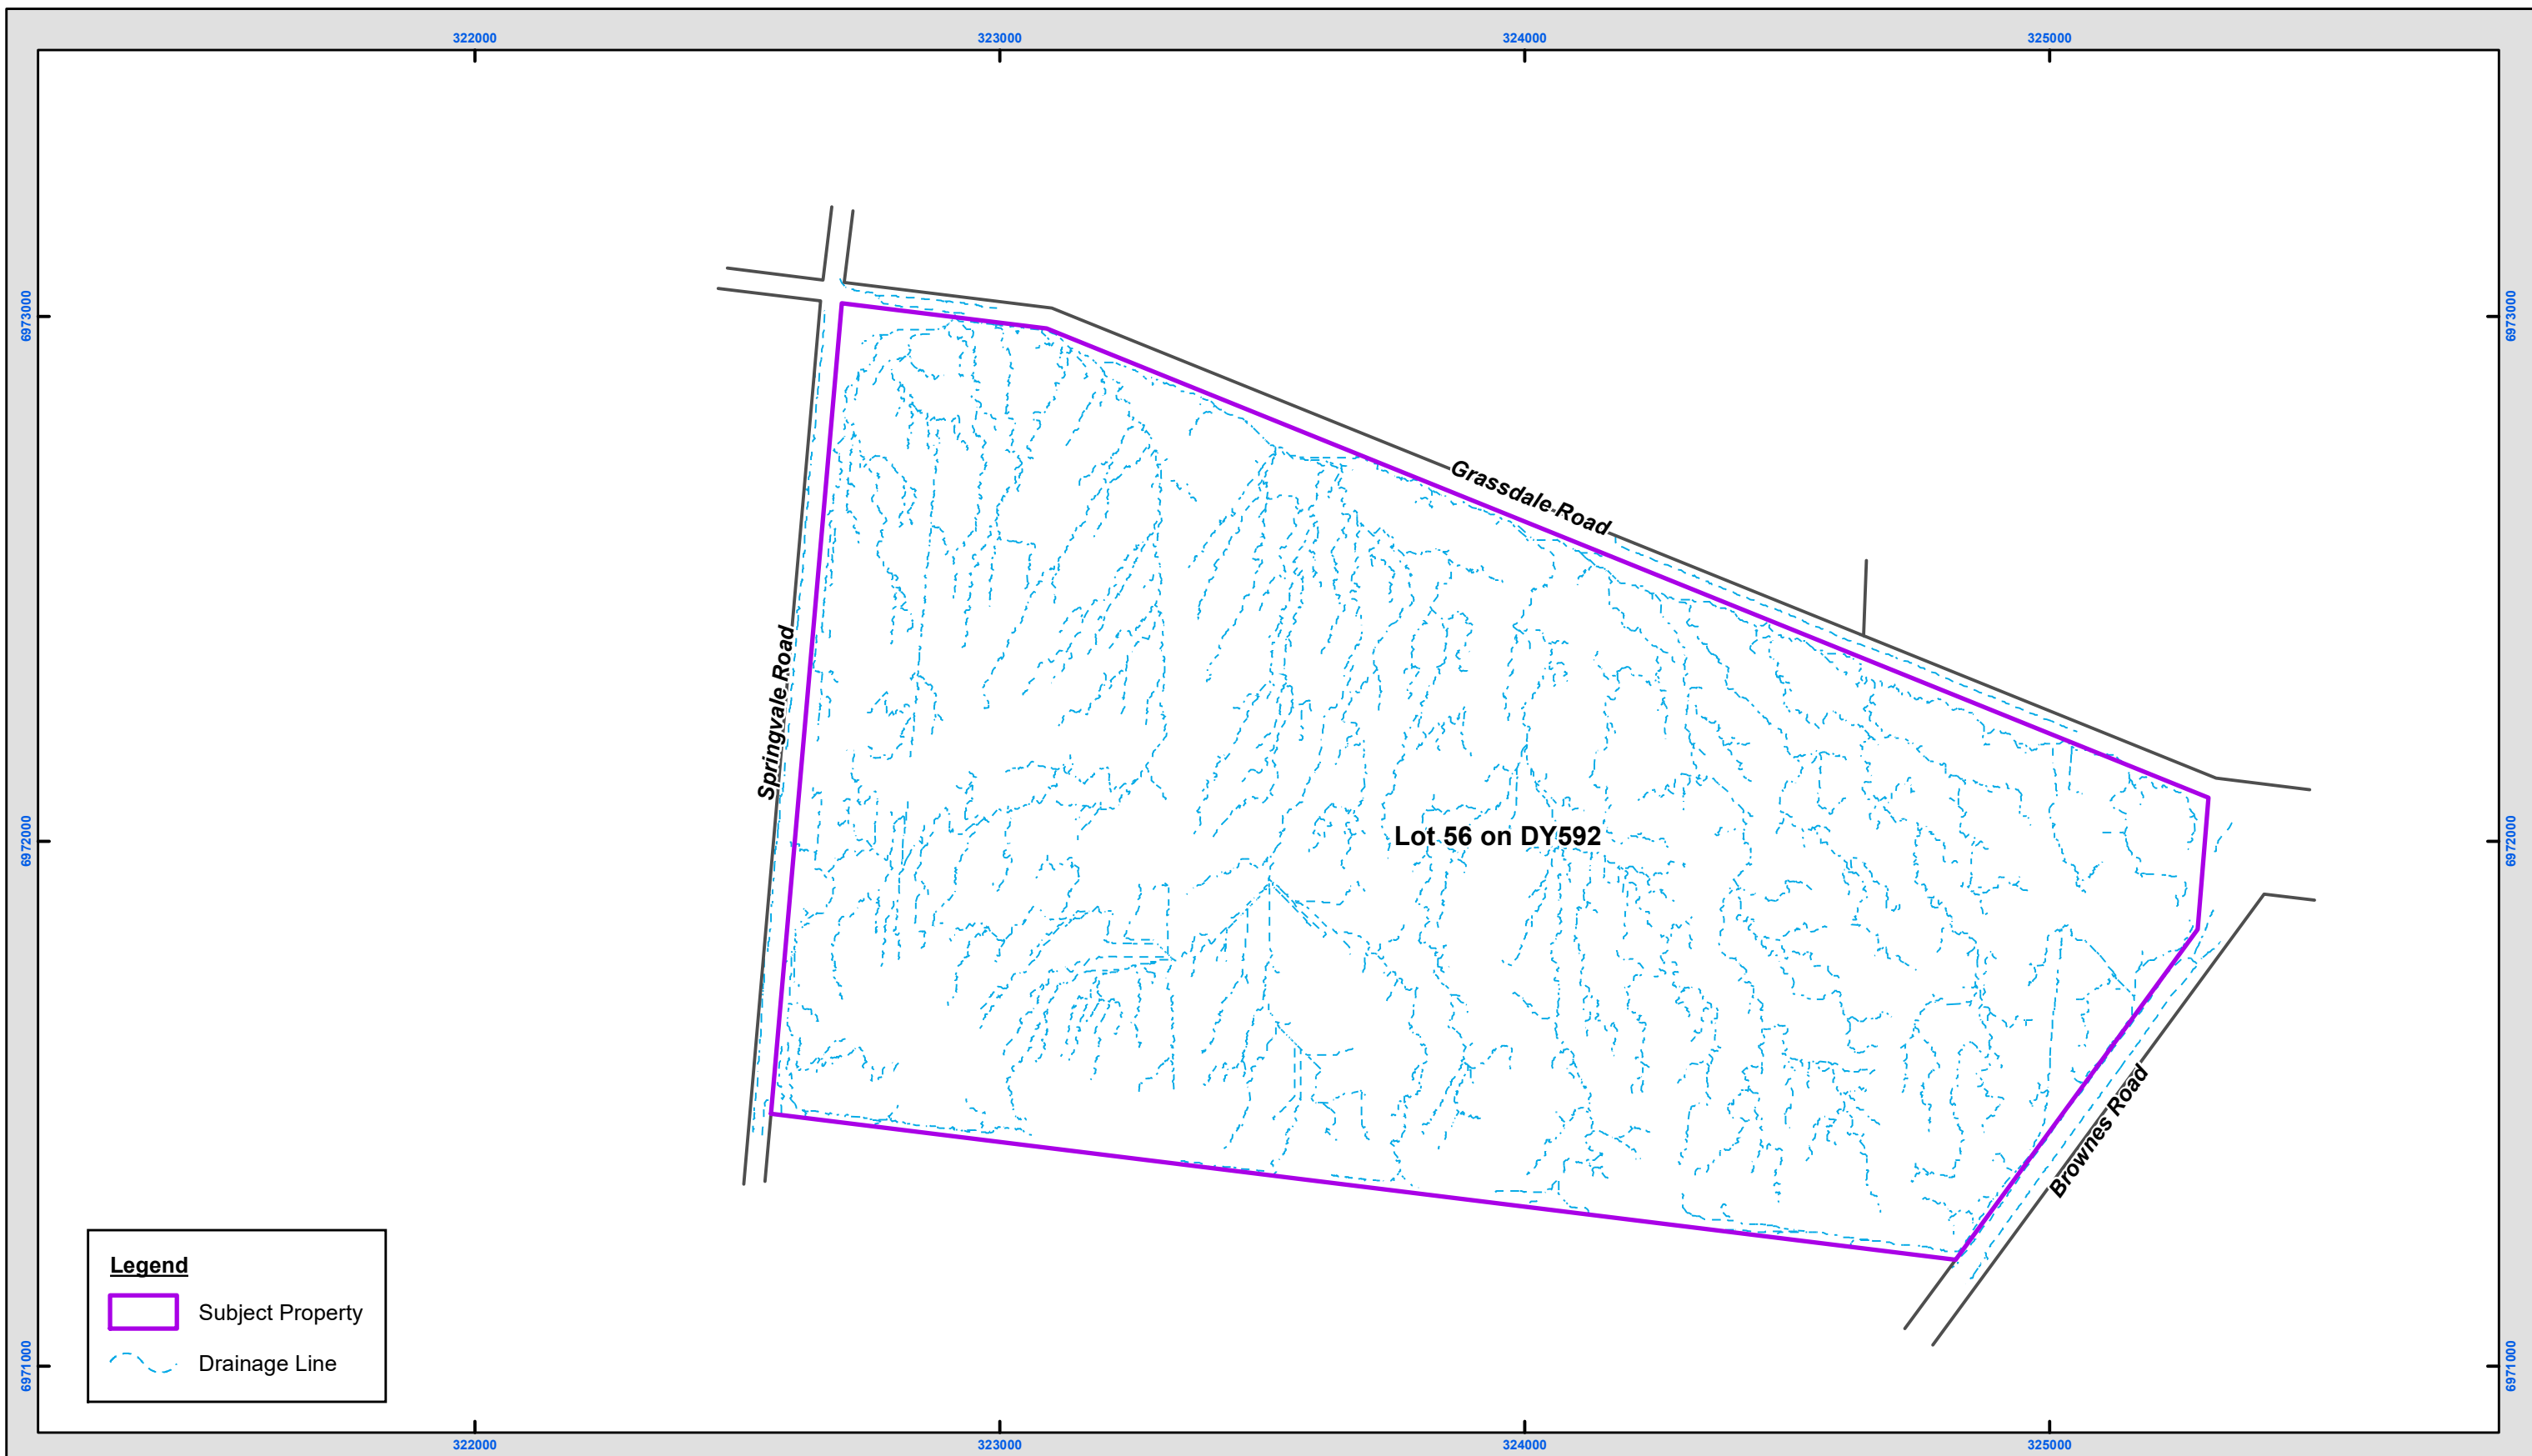 322000 323000 324000 325000
6973000 6973000
Grassdale Road
Springvale Road
Lot 56 on DY592
6972000 6972000
Brownes Road
Legend
Subject Property
Drainage Line
6971000 6971000
322000 323000 324000 325000